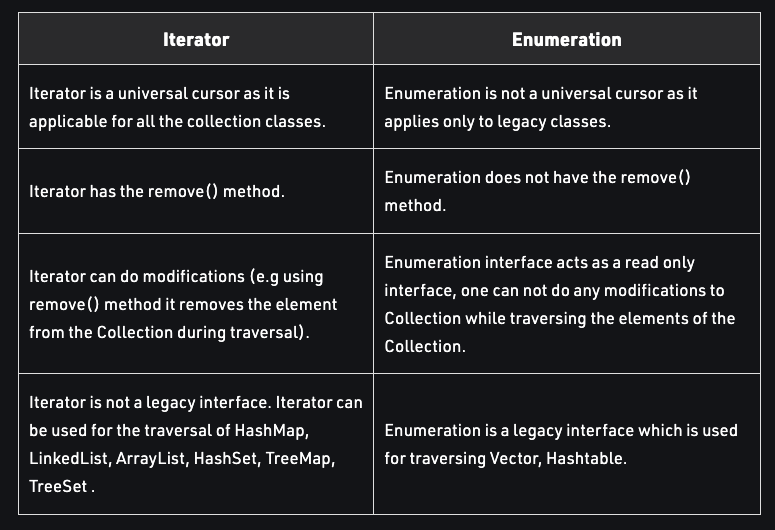 Iterator
Enumeration
Iterator is a universal cursor as it is
applicable for all the collection classes.
Enumeration is not a universal cursor as it
applies only to legacy classes.
Iterator has the remove() method.
Enumeration does not have the remove()
method.
Iterator can do modifications (e.g using
remove() method it removes the element
from the Collection during traversal).
Enumeration interface acts as a read only
interface, one can not do any modifications to
Collection while traversing the elements of the
Collection.
Iterator is not a legacy interface. Iterator can
be used for the traversal of HashMap,
LinkedList, ArrayList, HashSet, TreeMap,
TreeSet .
Enumeration is a legacy interface which is used
for traversing Vector, Hashtable.